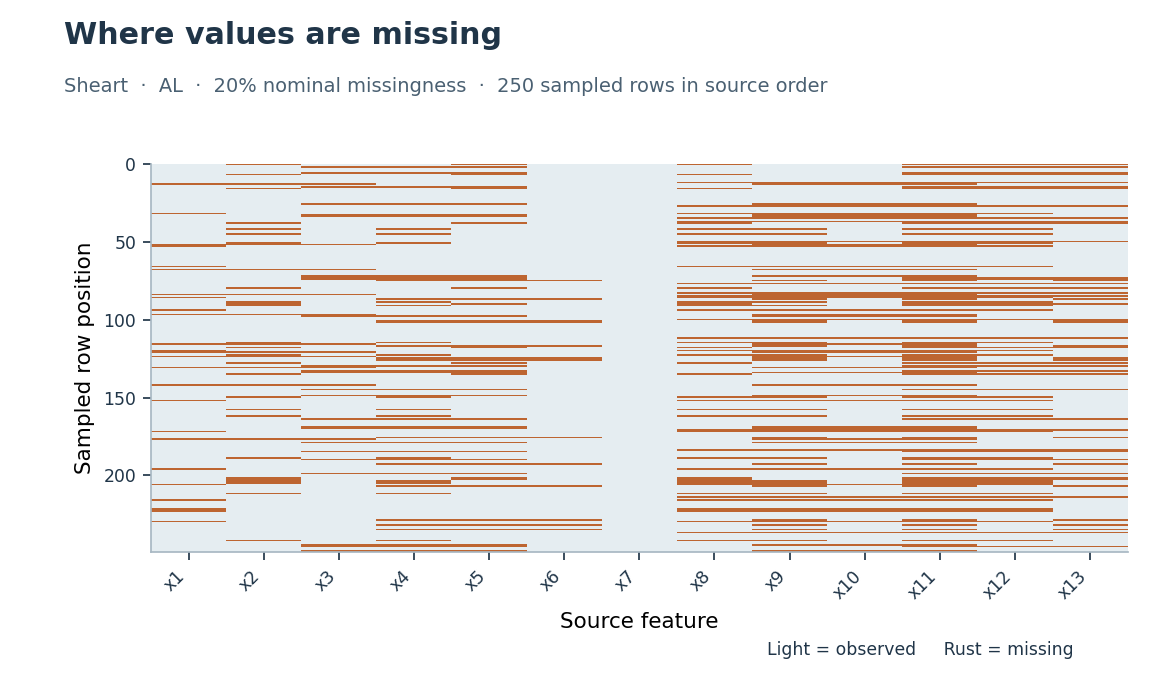 Where values are missing
Sheart · AL · 20% nominal missingness · 250 sampled rows in source order
Sampled row position
0
50
100
150
200
x1 x2 x3 x4 x5 x6 x7 x8 x9 x10 x11 x12 x13
Source feature
Light = observed Rust = missing